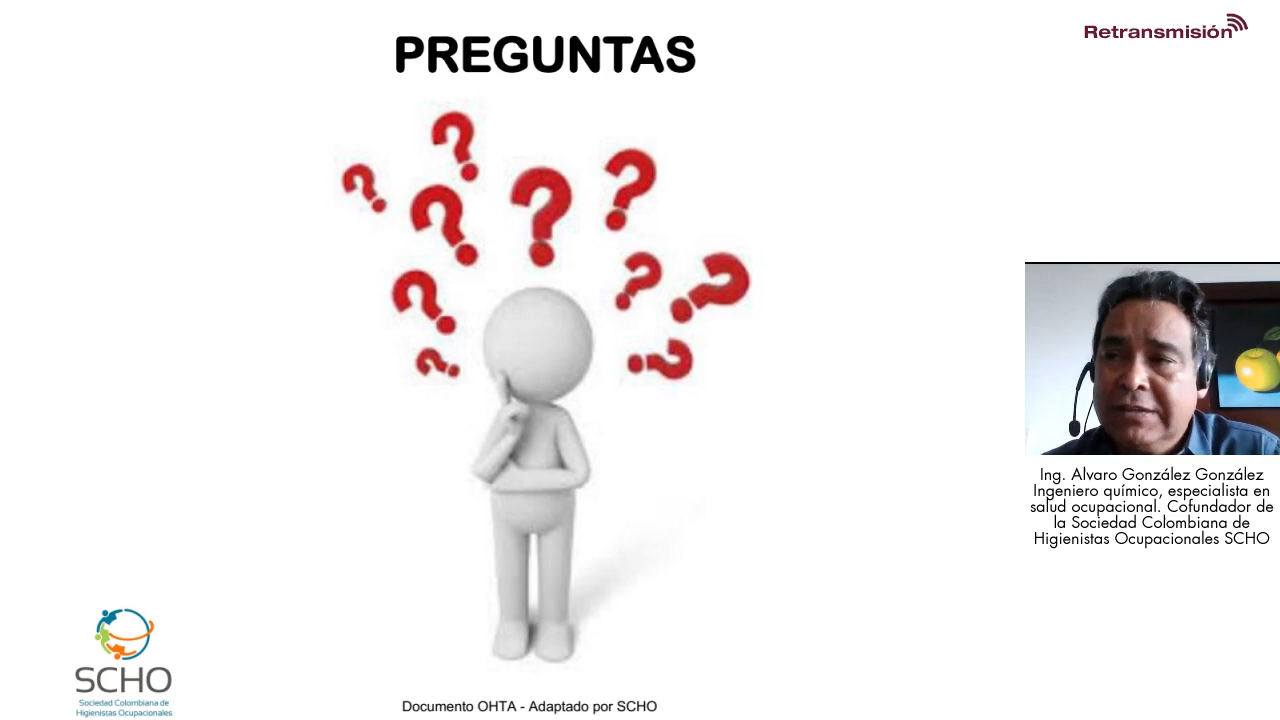 PREGUNTAS
Retransmisión
Ing. Alvaro González González
Ingeniero químico, especialista en
salud ocupacional. Cofundador de
la Sociedad Colombiana de
Higienistas Ocupacionales SCHO
SCHO
Sociedad Colombiana de
Higienistas Ocupacionales
Documento OHTA - Adaptado por SCHO